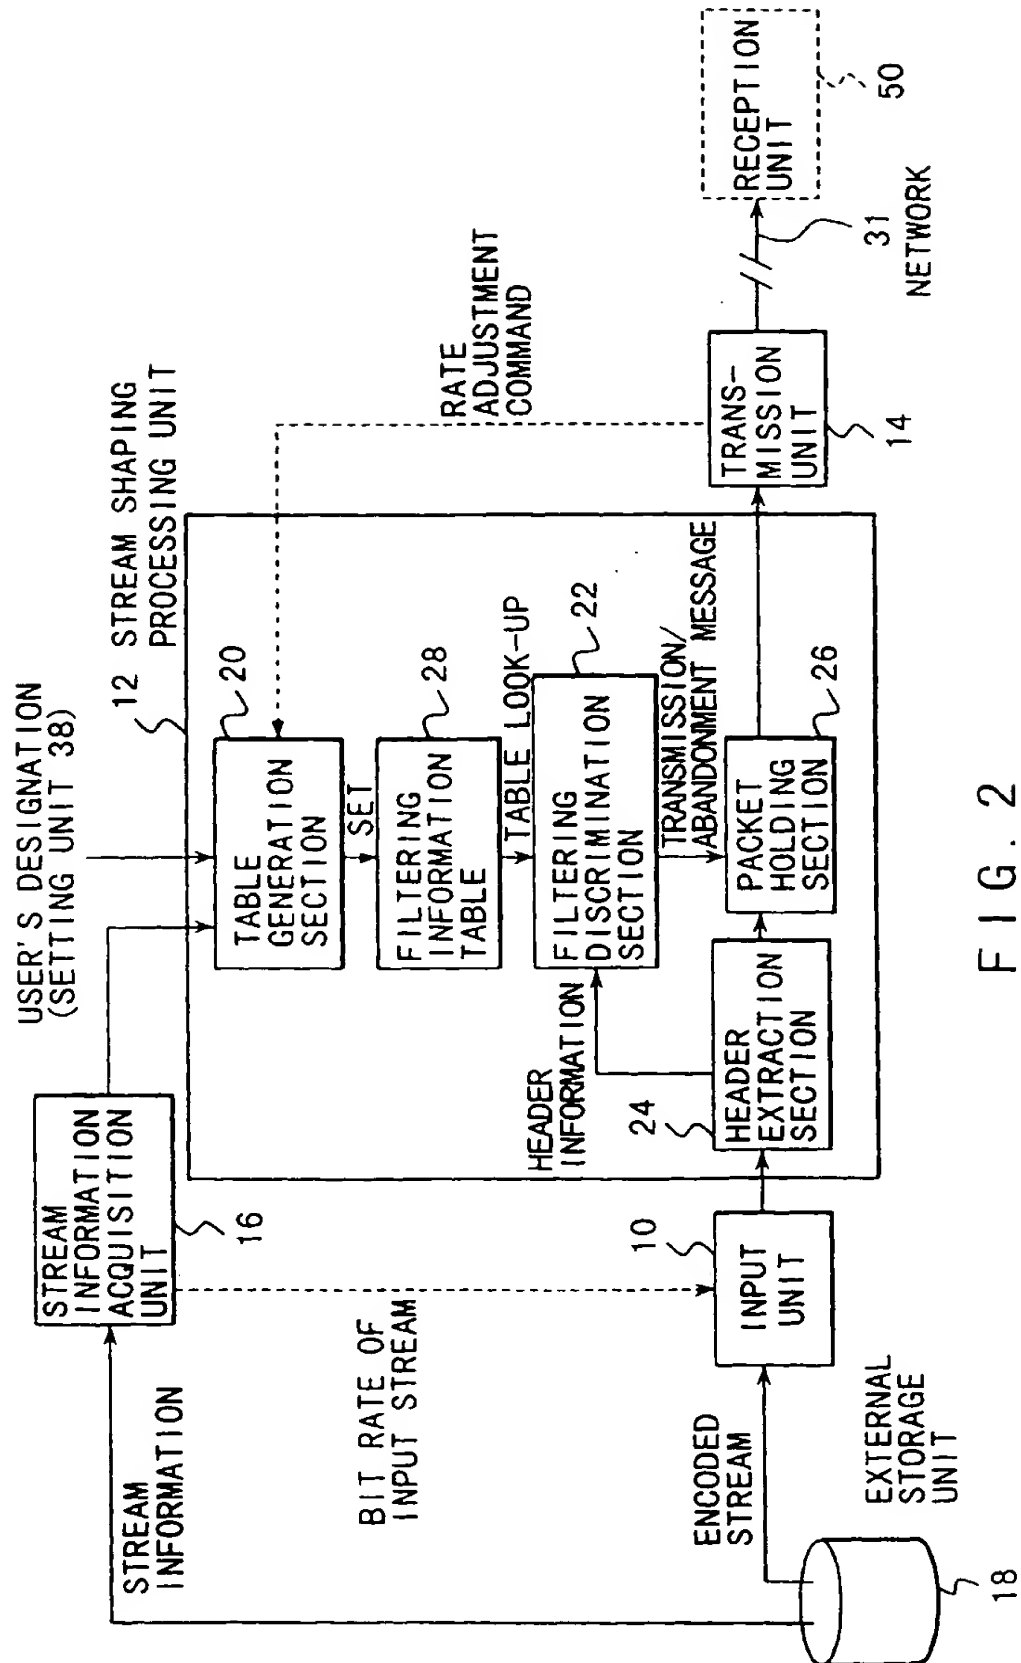 USER'S DESIGNATION
(SETTING UNIT 38)
12 STREAM SHAPING
PROCESSING UNIT
STREAM
INFORMATION
STREAM
INFORMATION
ACQUISITION
UNIT
16
BIT RATE OF
INPUT STREAM
TABLE
GENERATION
SECTION
20
SET
FILTERING
INFORMATION
TABLE
28
TABLE LOOK-UP
FILTERING
DISCRIMINATION
SECTION
22
TRANSMISSION/
ABANDONMENT MESSAGE
HEADER
INFORMATION
RATE
ADJUSTMENT
COMMAND
ENCODED
STREAM
10
INPUT
UNIT
24
HEADER
EXTRACTION
SECTION
PACKET
HOLDING
SECTION
26
TRANS-
MISSION
UNIT
14
31
NETWORK
RECEPTION
UNIT
50
EXTERNAL
STORAGE
UNIT
18
FIG. 2